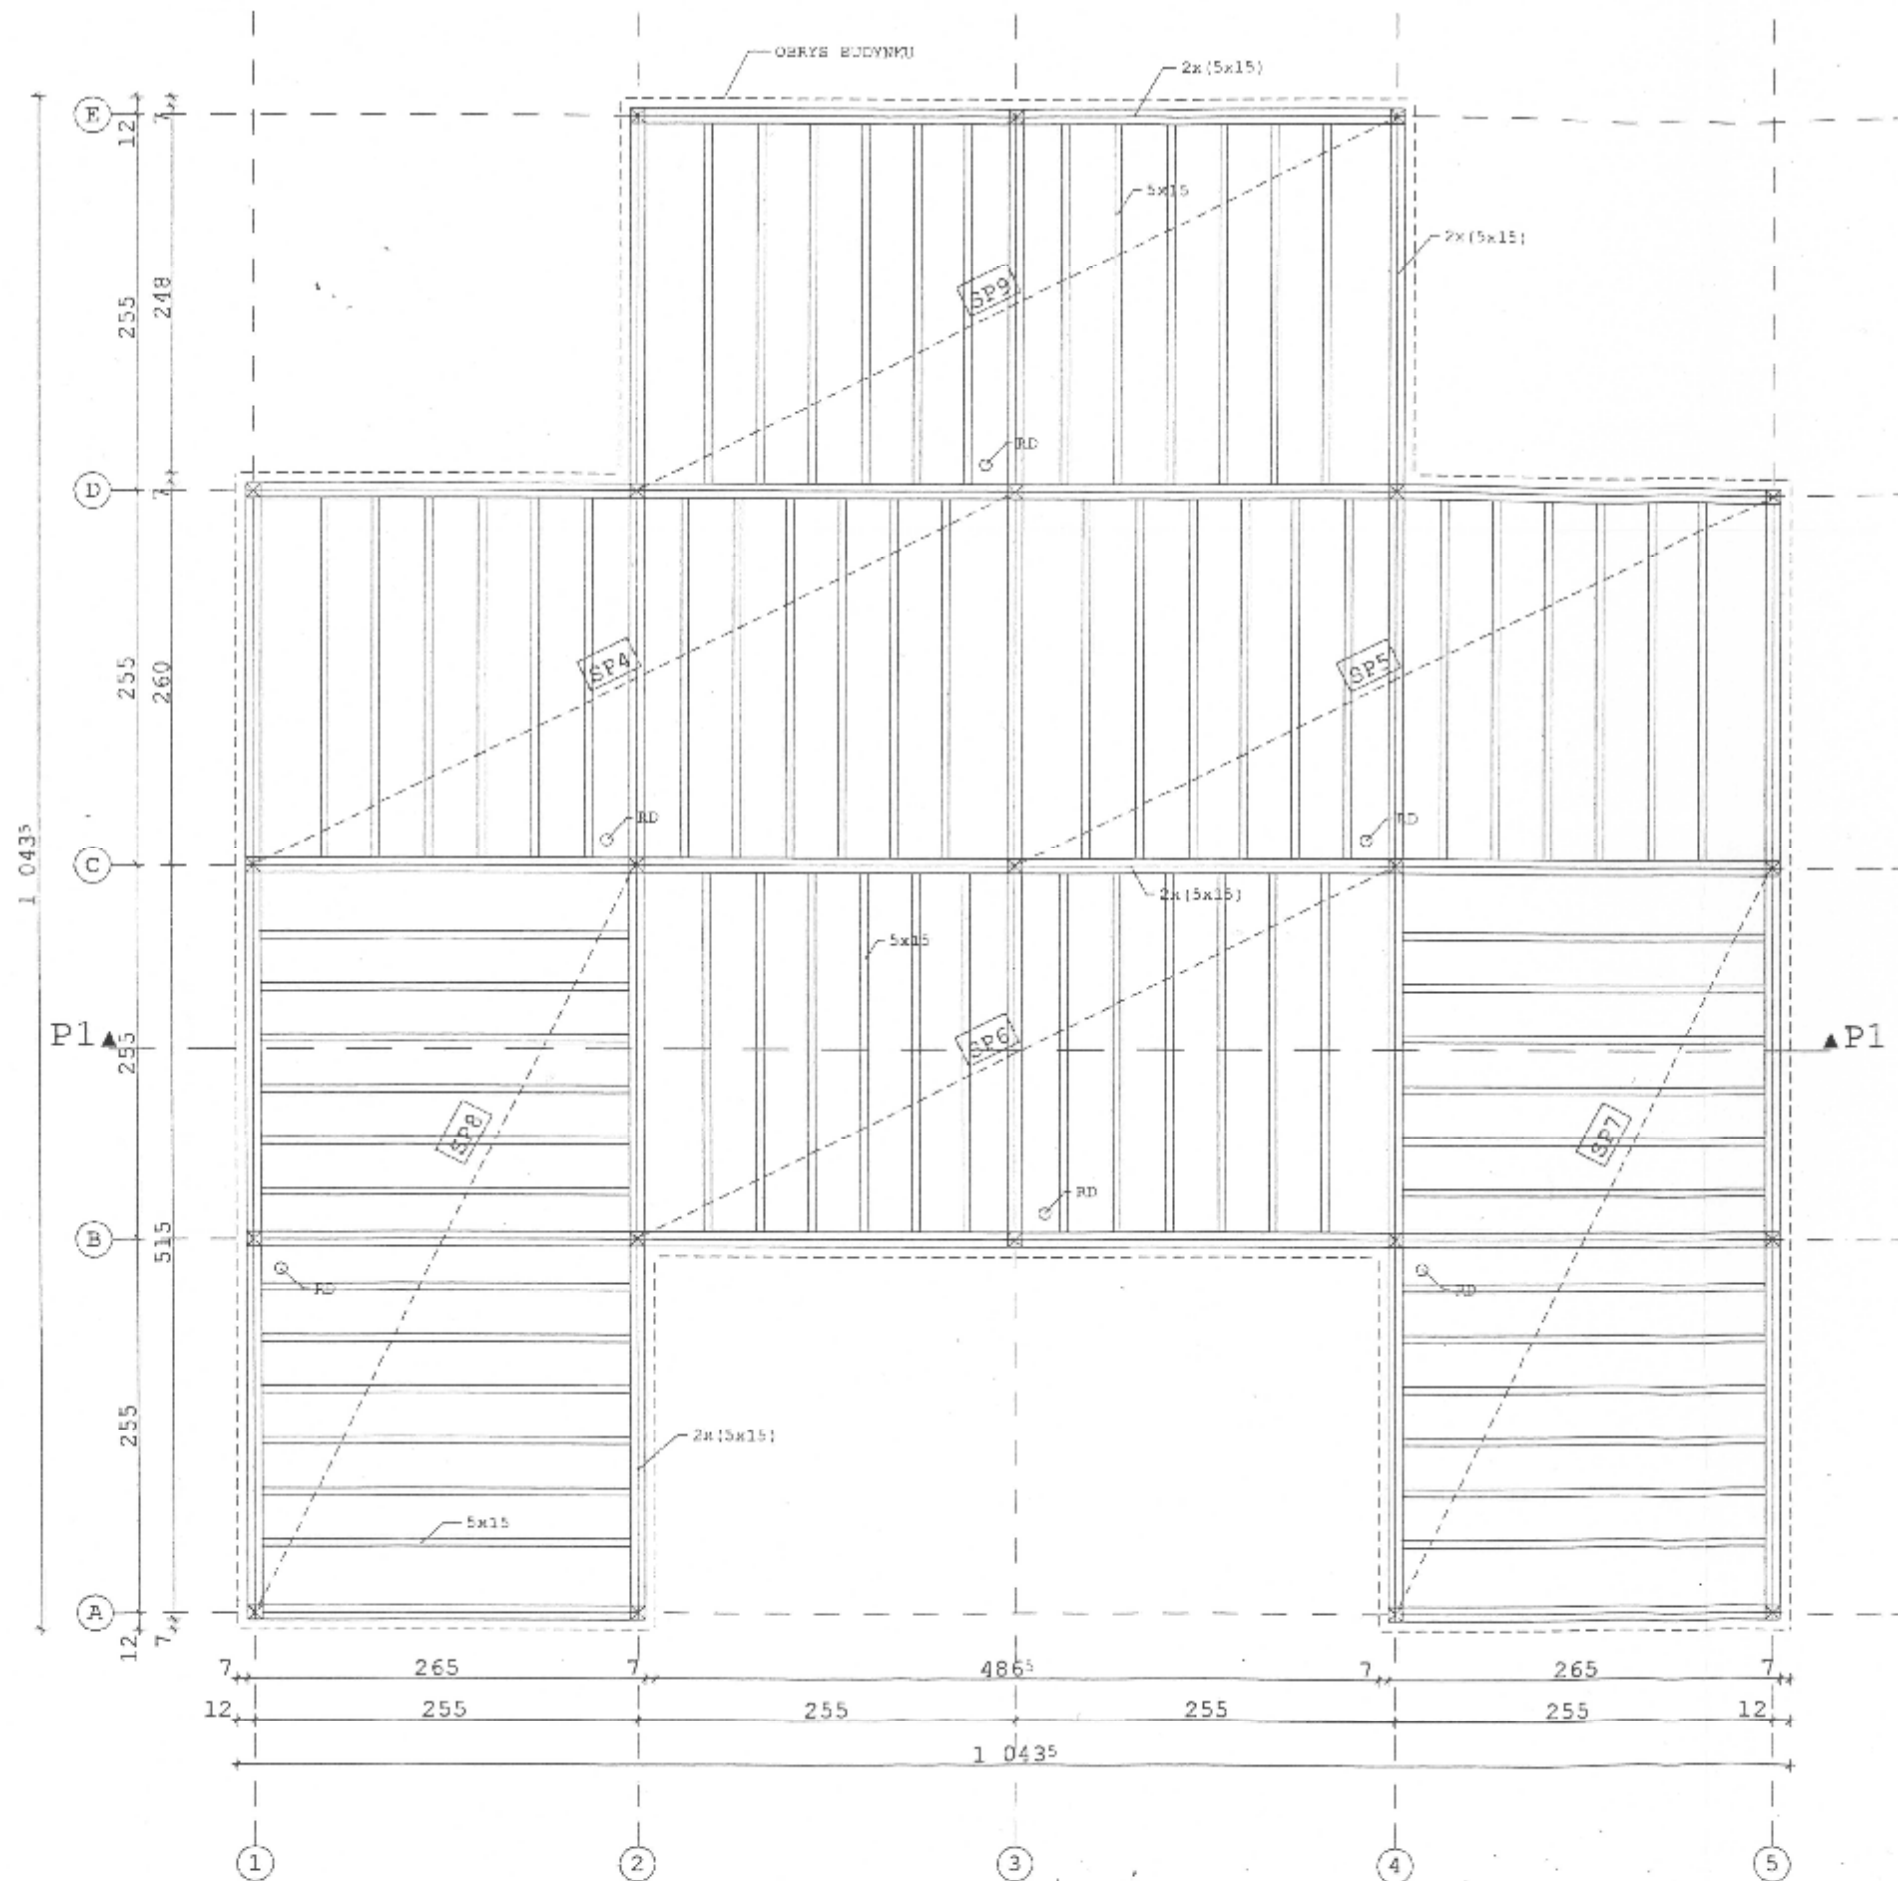 OBRYS BUDYNKU
2x(5x15)
E
12
7
5x15
2x(5x15)
255
248
SP9
RD
D
7
255
260
SP4
SP5
RD
RD
1 043⁵
C
2x(5x15)
5x15
P1
P1
255
SP6
SP8
SP7
RD
B
515
RD
RD
255
2x(5x15)
5x15
A
12
7
7
265
7
486⁵
7
265
7
12
255
255
255
255
12
1 043⁵
1
2
3
4
5